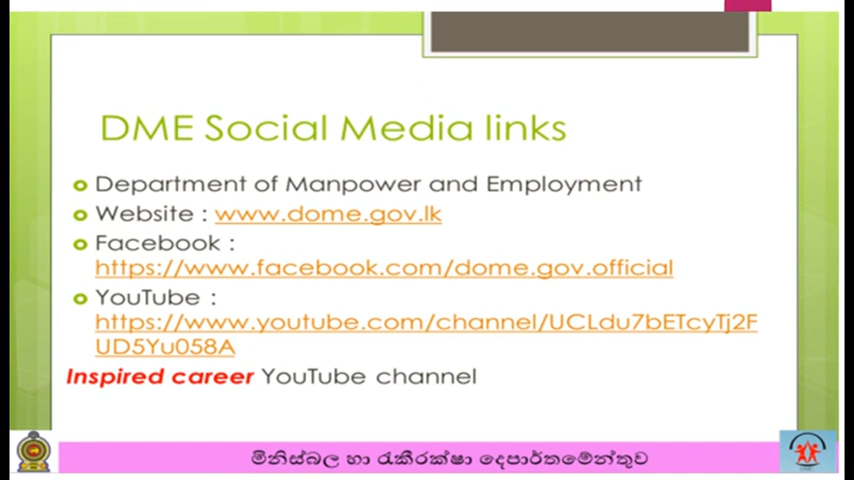 DME Social Media links
Department of Manpower and Employment
Website : www.dome.gov.lk
Facebook :
https://www.facebook.com/dome.gov.official
YouTube :
https://www.youtube.com/channel/UCLdu7bETcyTj2F
UD5Yu058A
Inspired career YouTube channel
මිනිස්බල හා රැකීරක්ෂා දෙපාර්තමේන්තුව